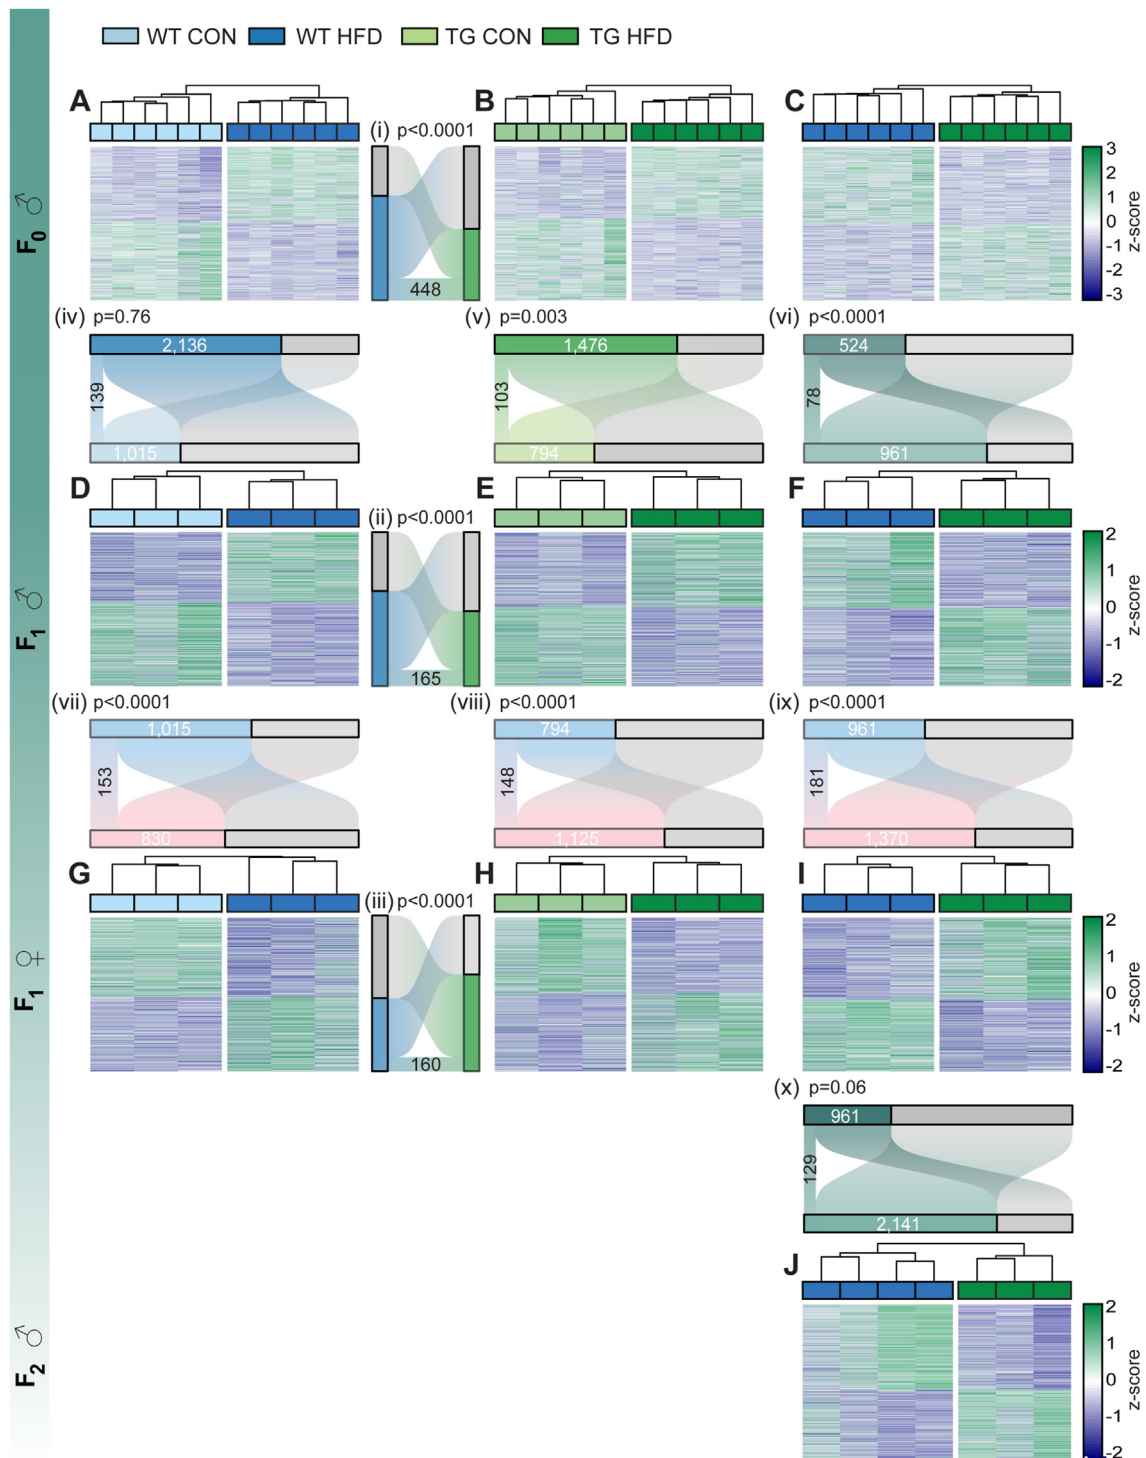 WT CON WT HFD TG CON TG HFD
A B C
(i) p<0.0001
448
3
2
1
0
-1
-2
-3
z-score
F0 ♂
(iv) p=0.76
2,136
139
1,015
(v) p=0.003
1,476
103
794
(vi) p<0.0001
524
78
961
D E F
(ii) p<0.0001
165
2
1
0
-1
-2
z-score
F1 ♂
(vii) p<0.0001
1,015
153
830
(viii) p<0.0001
794
148
1,125
(ix) p<0.0001
961
181
1,370
G H I
(iii) p<0.0001
160
2
1
0
-1
-2
z-score
F1 ♀
(x) p=0.06
961
129
2,141
J
2
1
0
-1
-2
z-score
F2 ♂